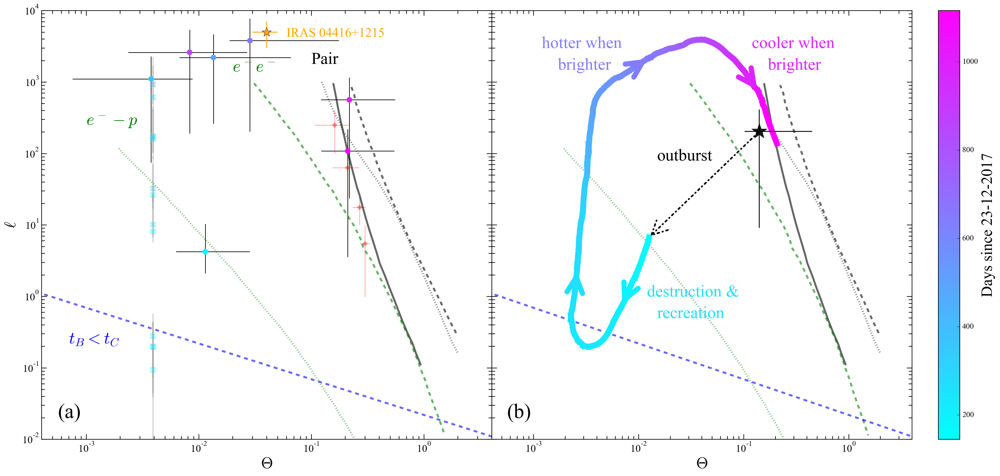 10⁴
10³
10²
10¹
10⁰
10⁻¹
10⁻²
ℓ
IRAS 04416+1215
Pair
e⁻e⁻
e⁻ − p
t_B < t_C
(a)
10⁻³
10⁻²
10⁻¹
10⁰
Θ
hotter when
brighter
cooler when
brighter
outburst
destruction &
recreation
(b)
10⁻³
10⁻²
10⁻¹
10⁰
Θ
1000
800
600
400
200
Days since 23-12-2017